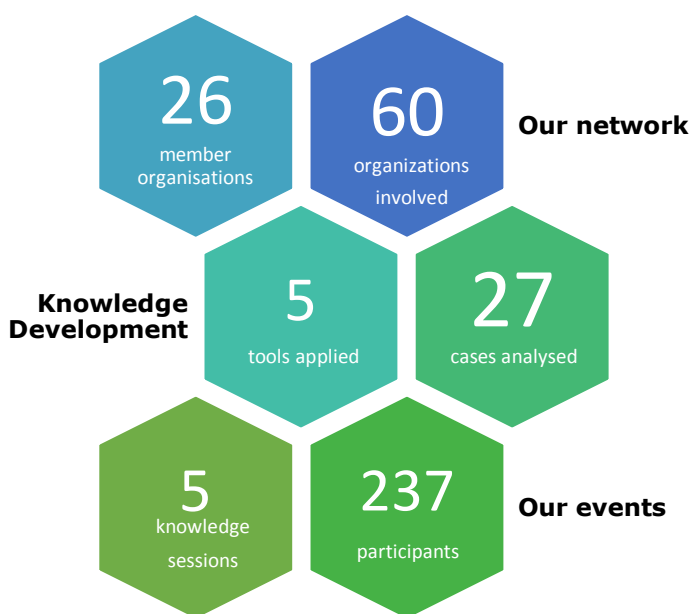 26
member
organisations
60
organizations
involved
Our network
Knowledge
Development
5
tools applied
27
cases analysed
5
knowledge
sessions
237
participants
Our events